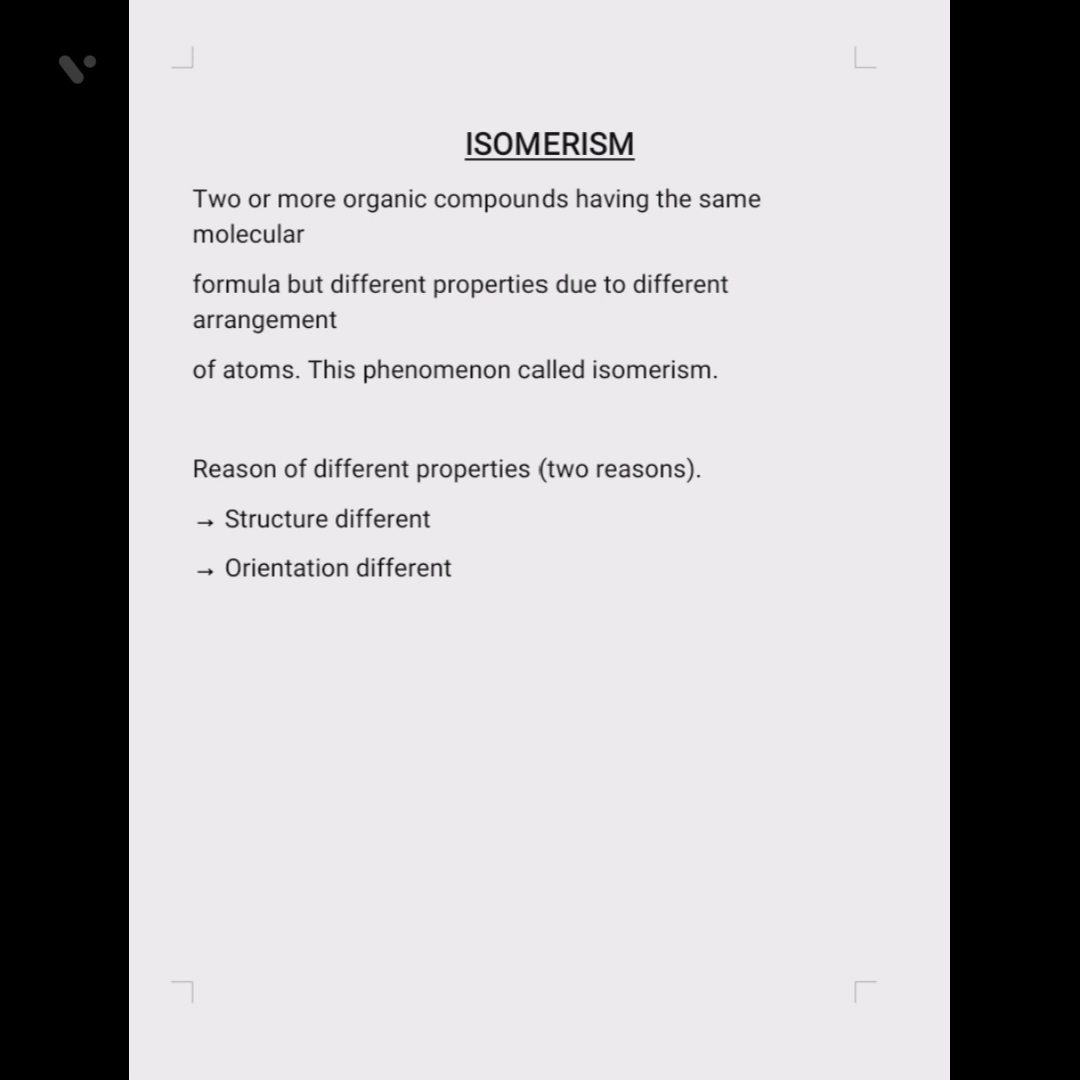 ISOMERISM
Two or more organic compounds having the same
molecular
formula but different properties due to different
arrangement
of atoms. This phenomenon called isomerism.
Reason of different properties (two reasons).
→ Structure different
→ Orientation different